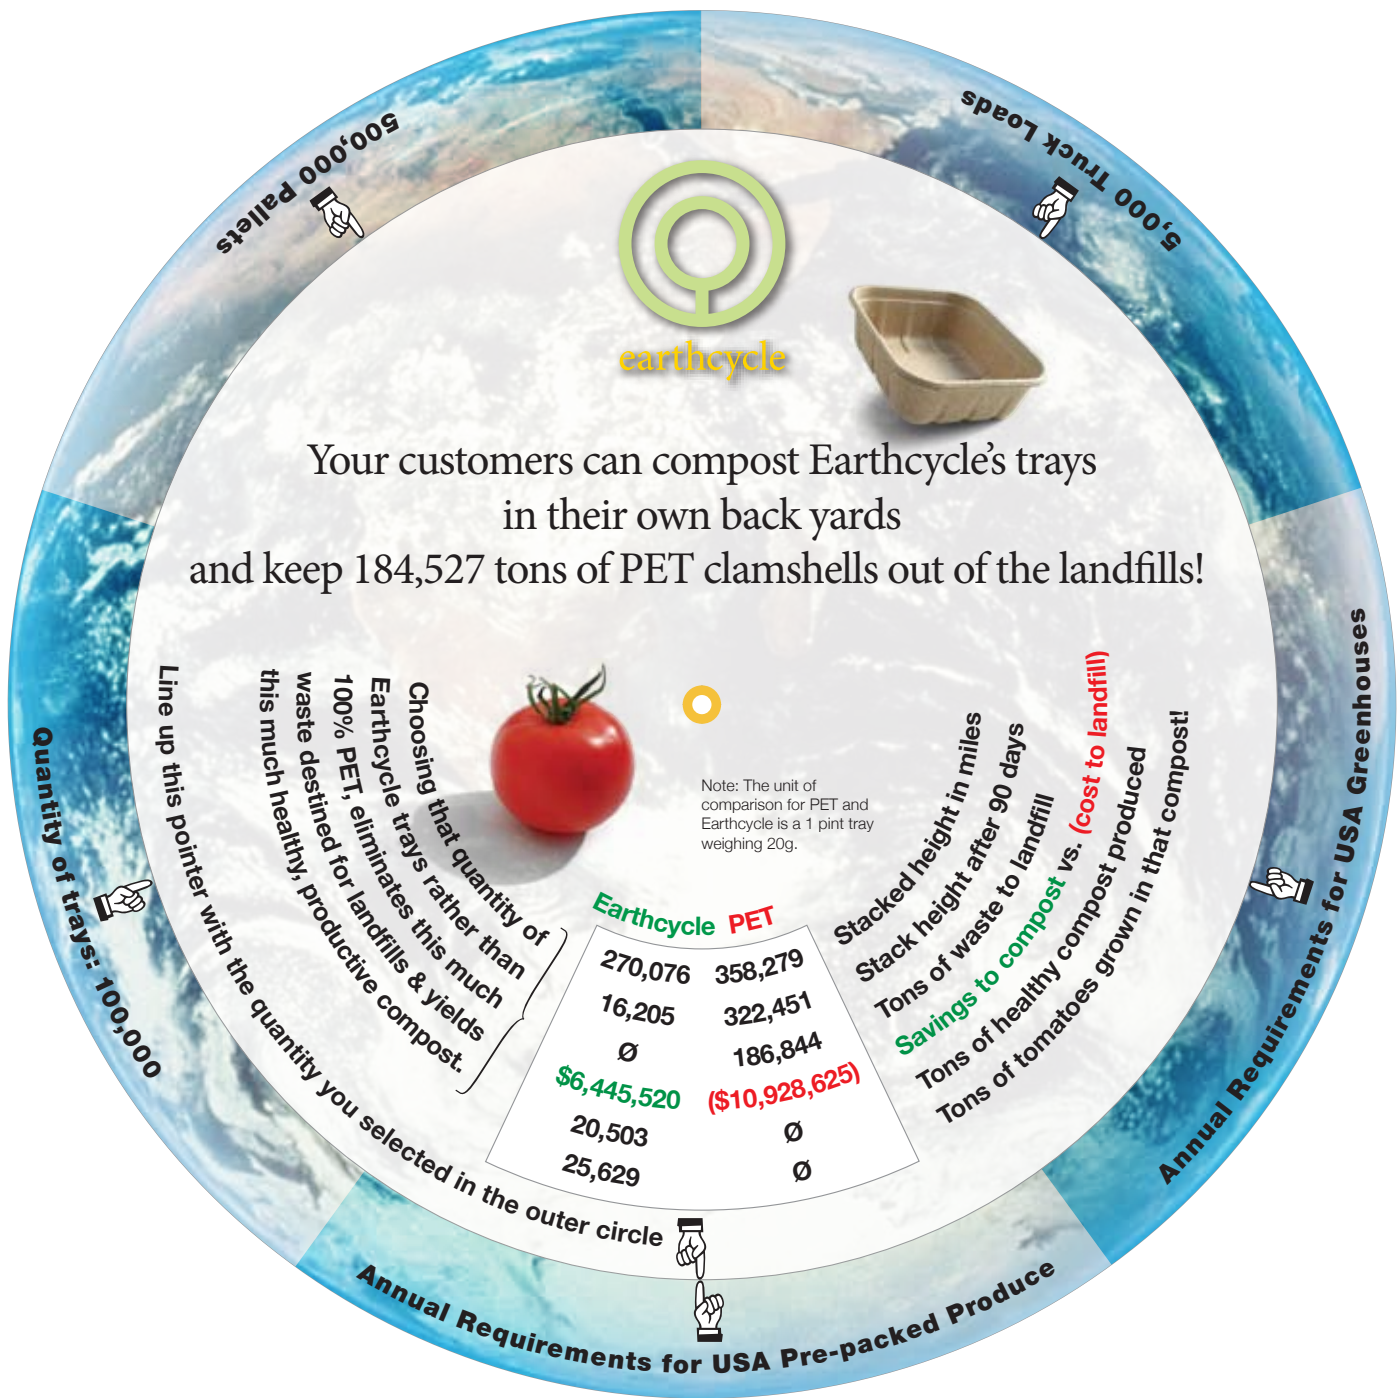 500,000 Pallets
5,000 Truck Loads
earthcycle
Your customers can compost Earthcycle’s trays
in their own back yards
and keep 184,527 tons of PET clamshells out of the landfills!
Quantity of trays: 100,000
Line up this pointer with the quantity you selected in the outer circle
Choosing that quantity of
Earthcycle trays rather than
100% PET, eliminates this much
waste destined for landfills & yields
this much healthy, productive compost.
Note: The unit of
comparison for PET and
Earthcycle is a 1 pint tray
weighing 20g.
Earthcycle PET
270,076 358,279
16,205 322,451
Ø 186,844
$6,445,520 ($10,928,625)
20,503 Ø
25,629 Ø
Stacked height in miles
Stack height after 90 days
Tons of waste to landfill
Savings to compost vs. (cost to landfill)
Tons of healthy compost produced
Tons of tomatoes grown in that compost!
Annual Requirements for USA Greenhouses
Annual Requirements for USA Pre-packed Produce